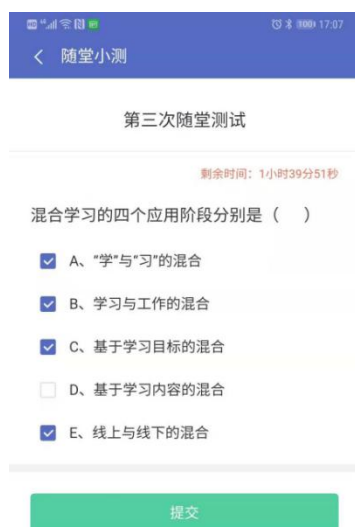 17:07
随堂小测
第三次随堂测试
剩余时间：1小时39分51秒
混合学习的四个应用阶段分别是（ ）
A、“学”与“习”的混合
B、学习与工作的混合
C、基于学习目标的混合
D、基于学习内容的混合
E、线上与线下的混合
提交